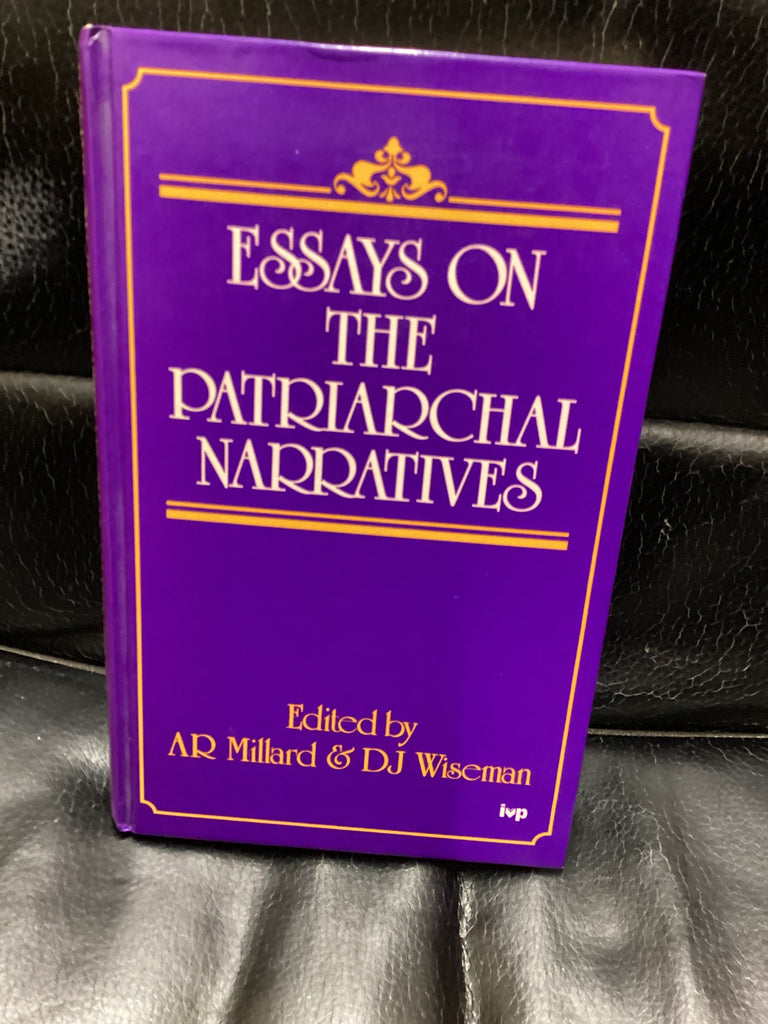 ESSAYS ON
THE
PATRIARCHAL
NARRATIVES
Edited by
AR Millard & DJ Wiseman
ivp